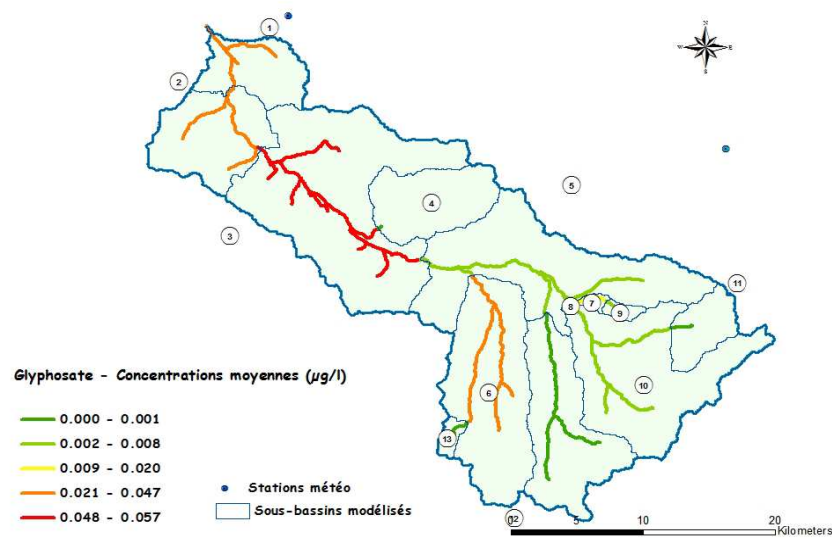 1
N
W E
S
2
5
4
3
11
8 7 9
Glyphosate - Concentrations moyennes (µg/l)
10
6
0.000 - 0.001
0.002 - 0.008
13
0.009 - 0.020
0.021 - 0.047
Stations météo
0.048 - 0.057
Sous-bassins modélisés
12
0 5 10 20
Kilometers